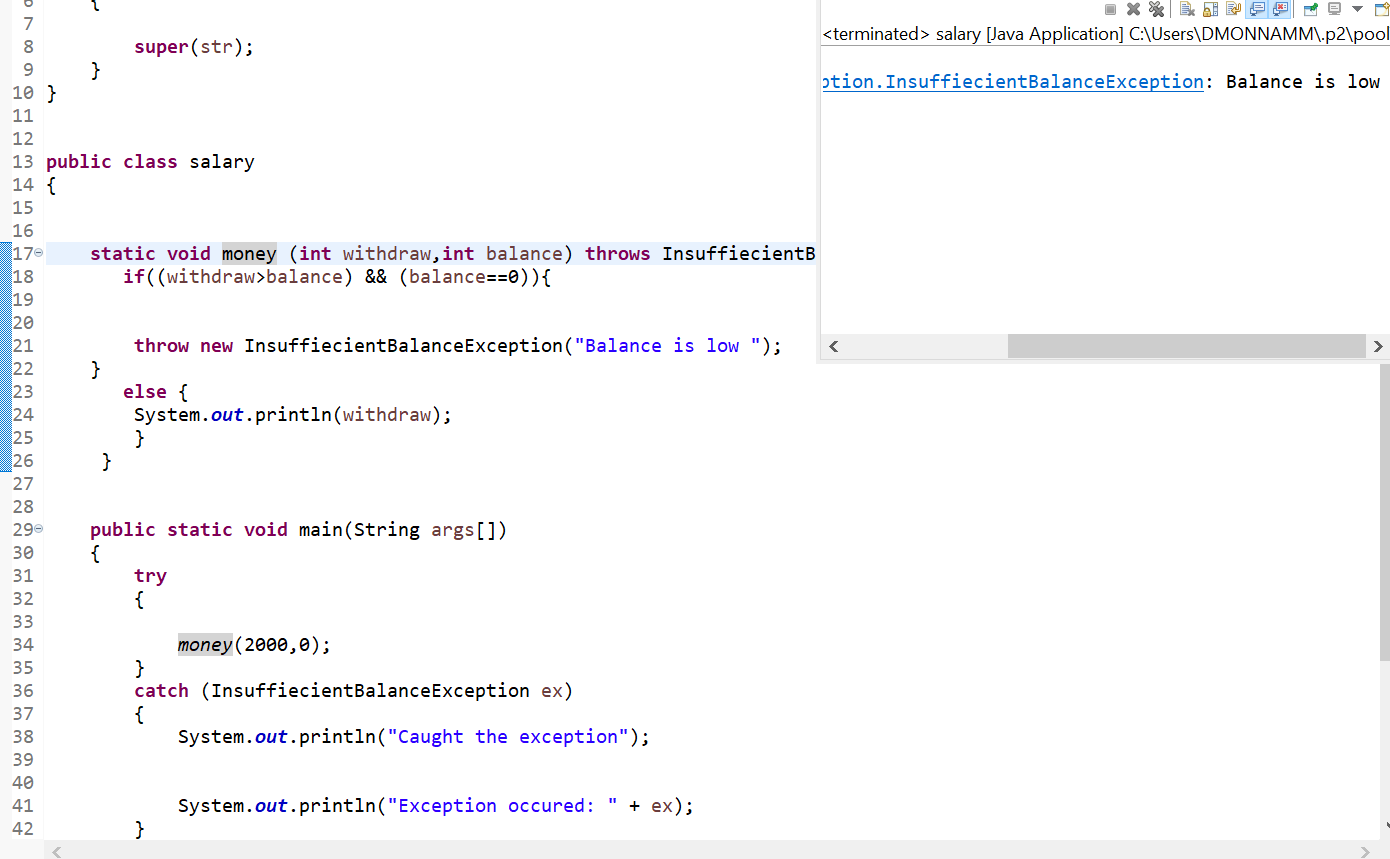 6 {
7
8 super(str);
9 }
10 }
11
12
13 public class salary
14 {
15
16
17 static void money (int withdraw,int balance) throws InsuffiecientB
18 if((withdraw>balance) && (balance==0)){
19
20
21 throw new InsuffiecientBalanceException("Balance is low ");
22 }
23 else {
24 System.out.println(withdraw);
25 }
26 }
27
28
29 public static void main(String args[])
30 {
31 try
32 {
33
34 money(2000,0);
35 }
36 catch (InsuffiecientBalanceException ex)
37 {
38 System.out.println("Caught the exception");
39
40
41 System.out.println("Exception occured: " + ex);
42 }
<terminated> salary [Java Application] C:\Users\DMONNAMM\.p2\pool
ption.InsuffiecientBalanceException: Balance is low